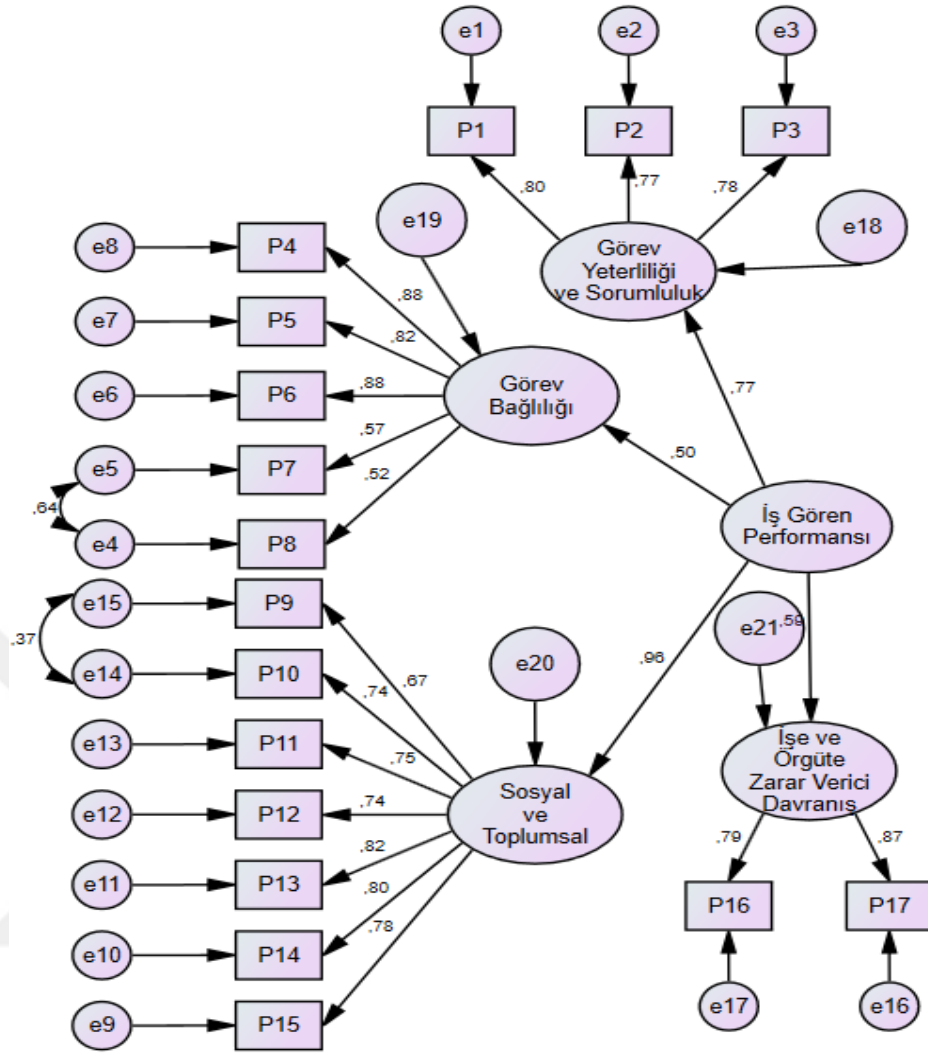 e1
e2
e3
P1
P2
P3
,80
,77
,78
e19
e18
e8
P4
Görev
Yeterliliği
ve Sorumluluk
,88
e7
P5
,82
e6
P6
,88
Görev
Bağlılığı
,77
,57
,50
e5
P7
,52
,64
e4
P8
İş Gören
Performansı
e15
P9
e21
,59
,37
e20
,96
e14
P10
,74
,67
e13
P11
,75
İşe ve
Örgüte
Zarar Verici
Davranış
e12
P12
,74
Sosyal
ve
Toplumsal
,82
,79
,87
e11
P13
,80
P16
P17
,78
e10
P14
e9
P15
e17
e16